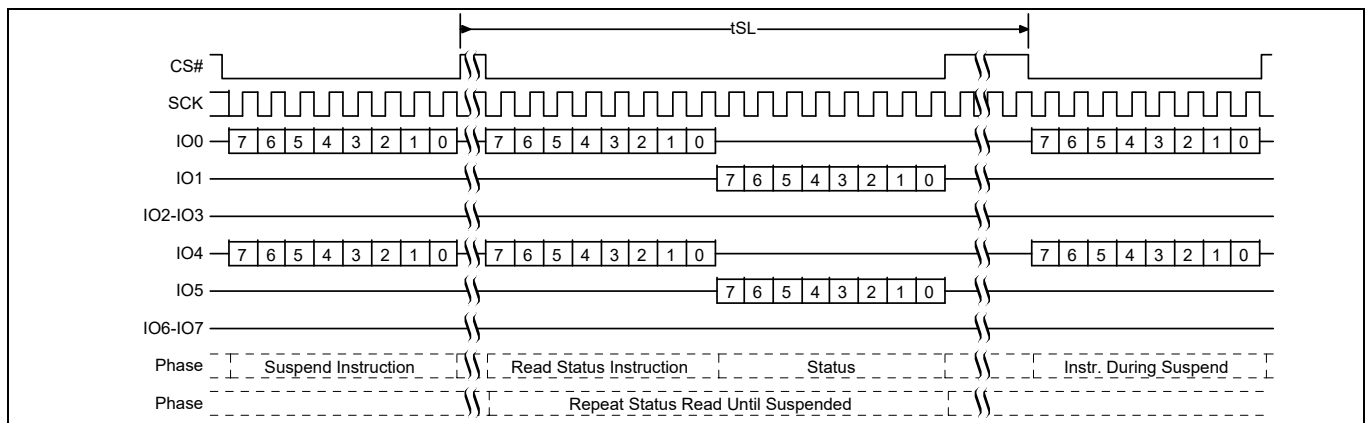 tSL
CS#
SCK
IO0 7 6 5 4 3 2 1 0 7 6 5 4 3 2 1 0 7 6 5 4 3 2 1 0
IO1 7 6 5 4 3 2 1 0
IO2-IO3
IO4 7 6 5 4 3 2 1 0 7 6 5 4 3 2 1 0 7 6 5 4 3 2 1 0
IO5 7 6 5 4 3 2 1 0
IO6-IO7
Phase Suspend Instruction Read Status Instruction Status Instr. During Suspend
Phase Repeat Status Read Until Suspended